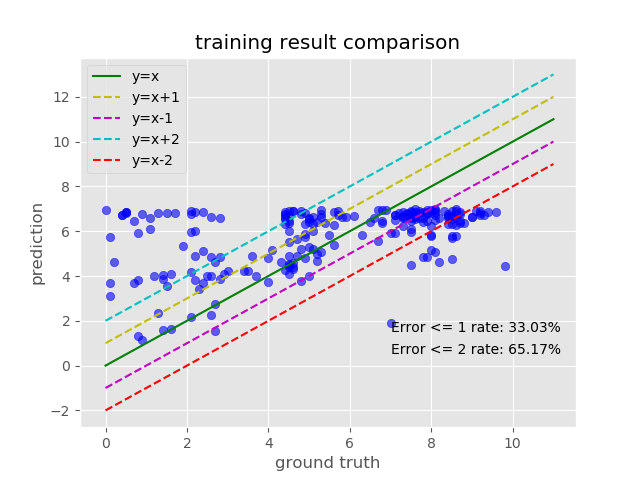 training result comparison
y=x
y=x+1
y=x-1
y=x+2
y=x-2
12
10
8
6
4
2
0
−2
prediction
Error <= 1 rate: 33.03%
Error <= 2 rate: 65.17%
0 2 4 6 8 10
ground truth